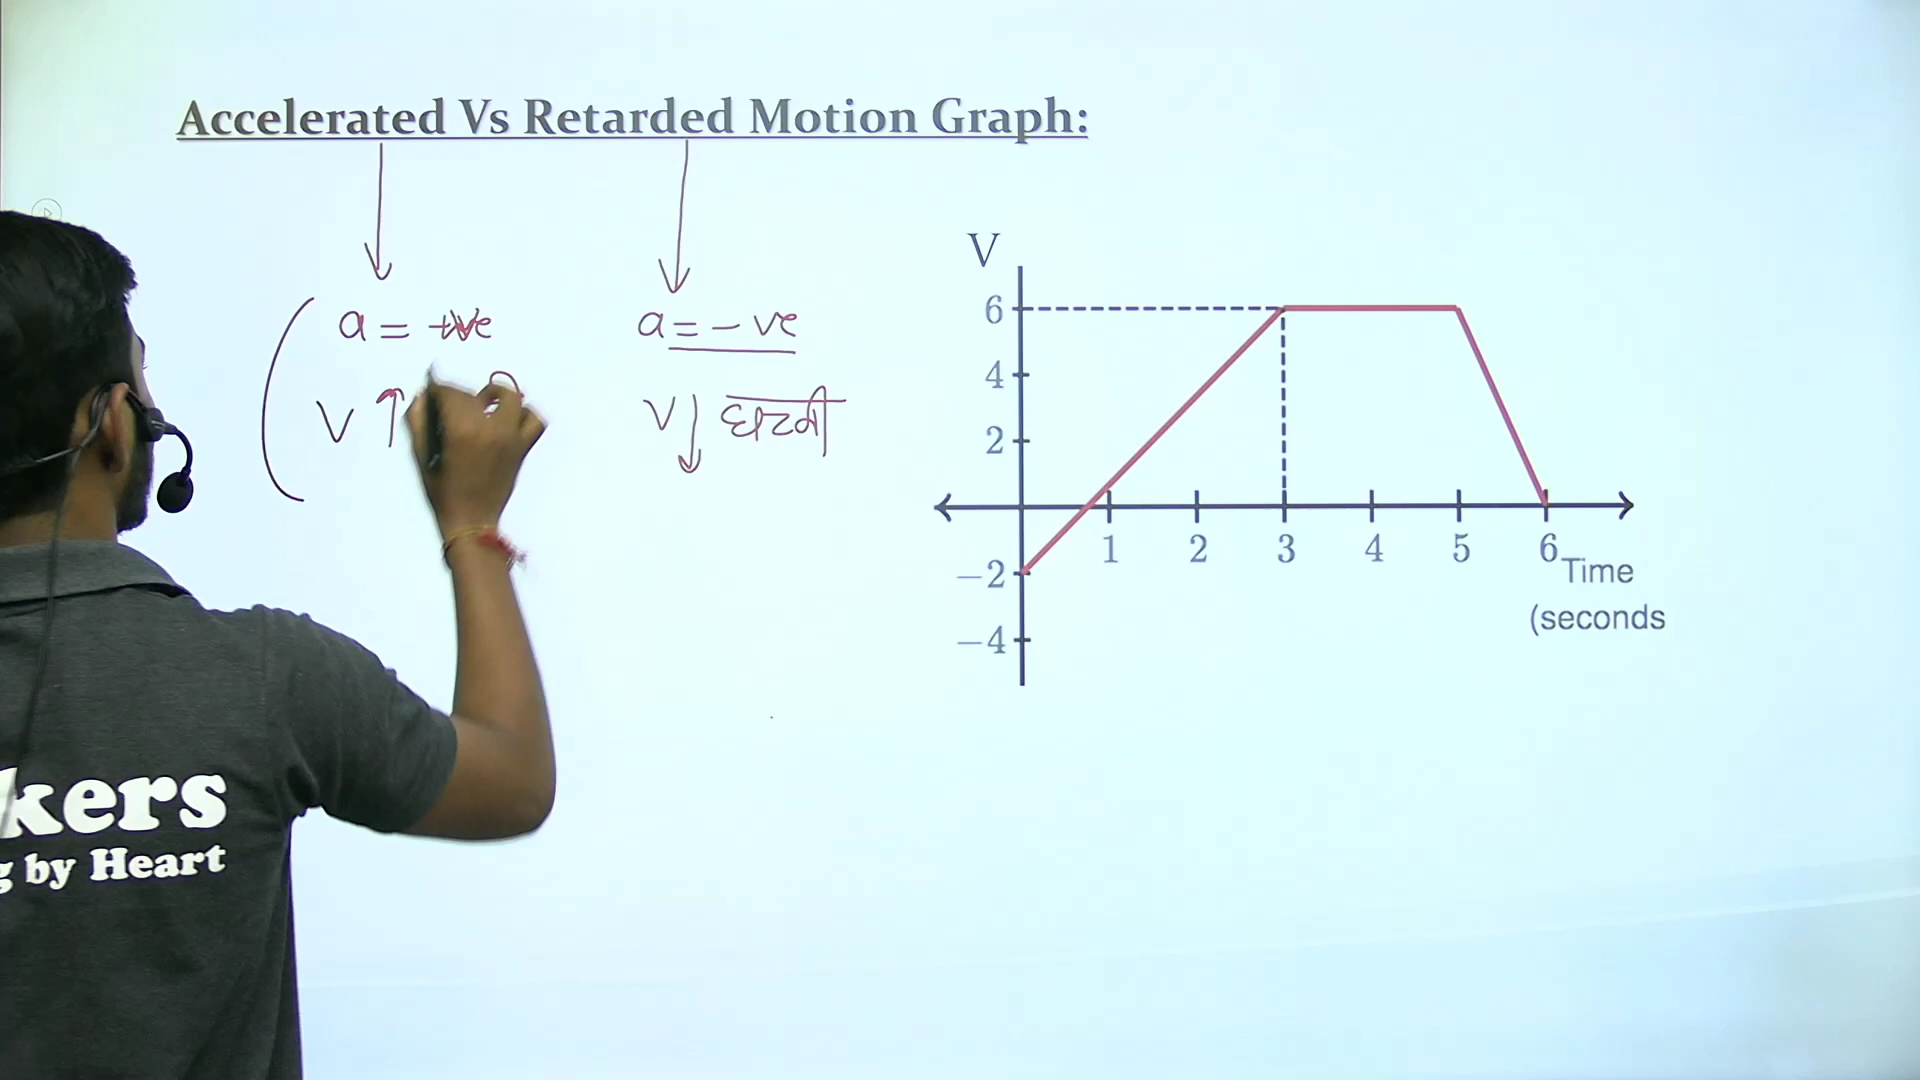 Accelerated Vs Retarded Motion Graph:
a = +ve
a = - ve
V ↑
V ↓ घटती
V
6
4
2
−2
−4
1 2 3 4 5 6
Time
(seconds
kers
g by Heart